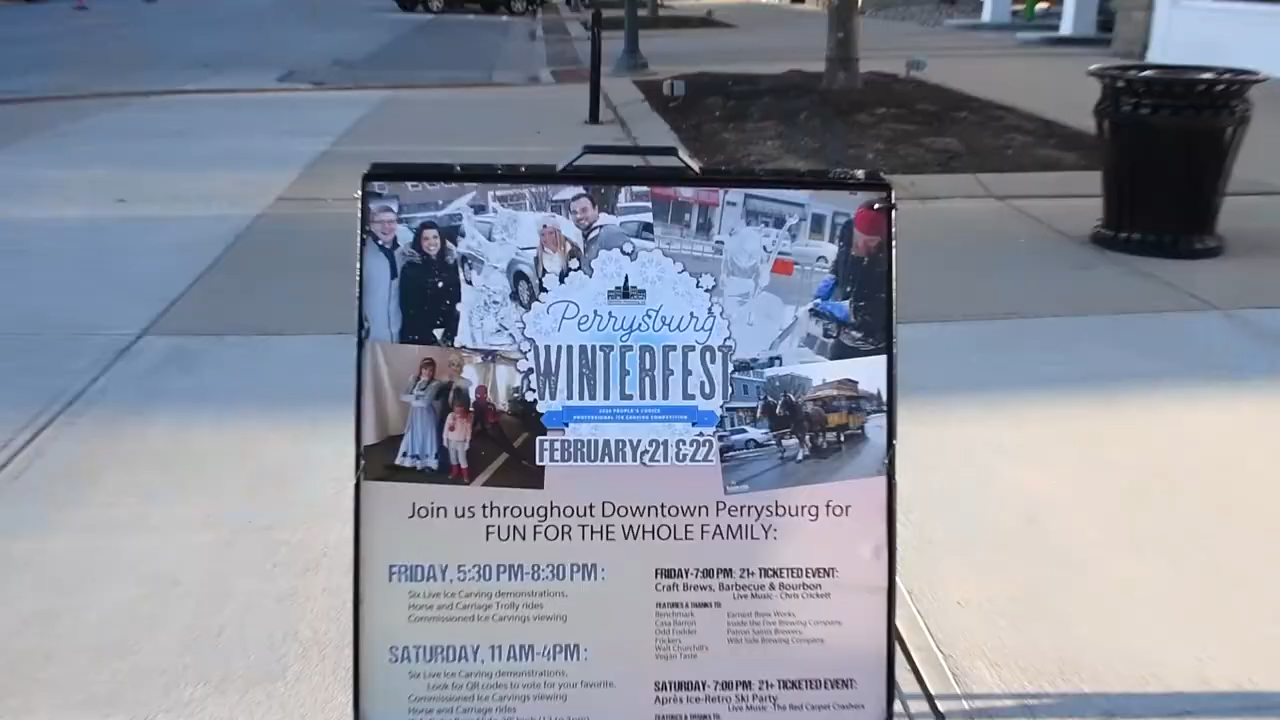 Perrysburg
WINTERFEST
PEOPLE'S CHOICE
PROFESSIONAL ICE CARVING COMPETITION
FEBRUARY 21 & 22
Join us throughout Downtown Perrysburg for
FUN FOR THE WHOLE FAMILY:
FRIDAY, 5:30 PM-8:30 PM:
Six Live Ice Carving demonstrations,
Horse and Carriage Trolly rides
Commissioned Ice Carvings viewing
SATURDAY, 11 AM-4PM:
Six Live Ice Carving demonstrations,
Look for QR codes to vote for your favorite.
Commissioned Ice Carvings viewing
Horse and Carriage rides
FRIDAY-7:00 PM: 21+ TICKETED EVENT:
Craft Brews, Barbecue & Bourbon
Live Music - Chris Crickett
FEATURES & THANKS TO:
Benchmark
Casa Barron
Odd Fodder
Frickers
Walt Churchill's
Vegan Taste
Earnest Brew Works,
Inside the Five Brewing Company,
Patron Saints Brewery,
Wild Side Brewing Company
SATURDAY- 7:00 PM: 21+ TICKETED EVENT:
Après Ice-Retro Ski Party
Live Music -The Red Carpet Crashers
FEATURES & THANKS TO: